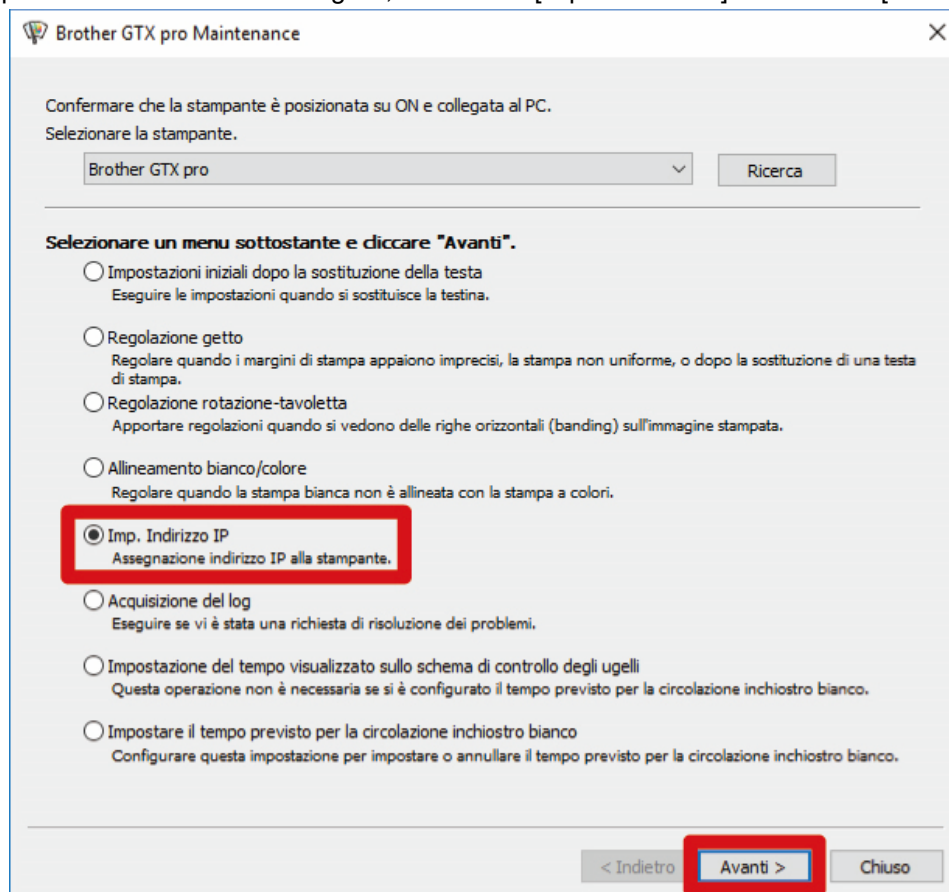 Brother GTX pro Maintenance
Confermare che la stampante è posizionata su ON e collegata al PC.
Selezionare la stampante.
Brother GTX pro
Ricerca
Selezionare un menu sottostante e cliccare "Avanti".
Impostazioni iniziali dopo la sostituzione della testa
Eseguire le impostazioni quando si sostituisce la testina.
Regolazione getto
Regolare quando i margini di stampa appaiono imprecisi, la stampa non uniforme, o dopo la sostituzione di una testa
di stampa.
Regolazione rotazione-tavoletta
Apportare regolazioni quando si vedono delle righe orizzontali (banding) sull'immagine stampata.
Allineamento bianco/colore
Regolare quando la stampa bianca non è allineata con la stampa a colori.
Imp. Indirizzo IP
Assegnazione indirizzo IP alla stampante.
Acquisizione del log
Eseguire se vi è stata una richiesta di risoluzione dei problemi.
Impostazione del tempo visualizzato sullo schema di controllo degli ugelli
Questa operazione non è necessaria se si è configurato il tempo previsto per la circolazione inchiostro bianco.
Impostare il tempo previsto per la circolazione inchiostro bianco
Configurare questa impostazione per impostare o annullare il tempo previsto per la circolazione inchiostro bianco.
< Indietro
Avanti >
Chiuso